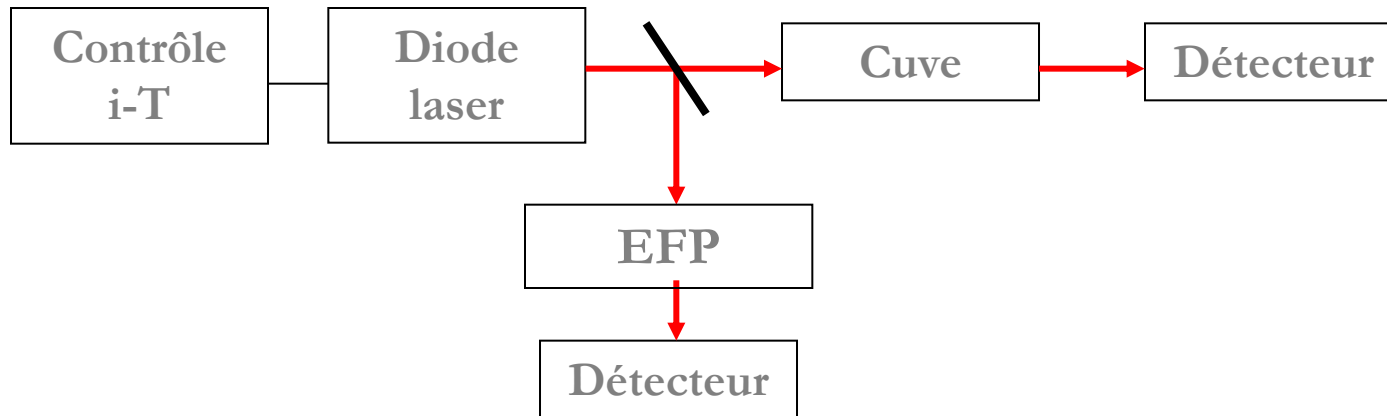 Contrôle
i-T
Diode
laser
Cuve
Détecteur
EFP
Détecteur